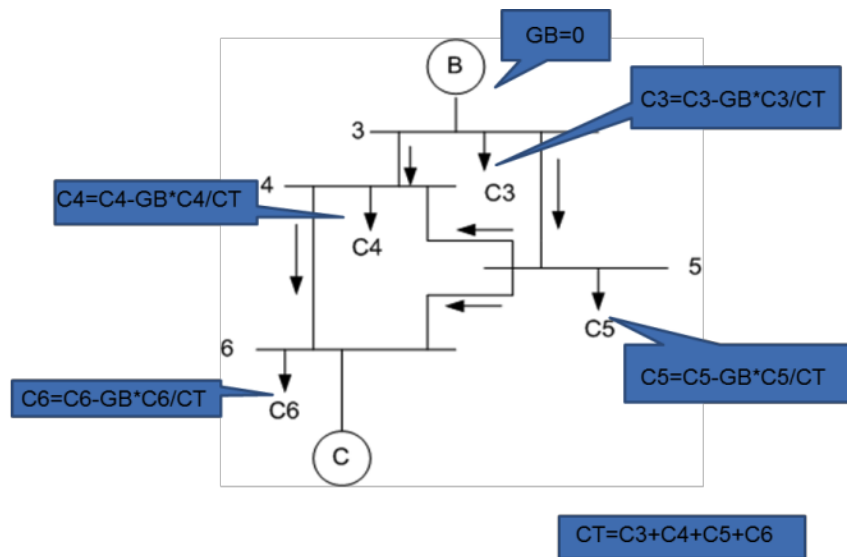 GB=0
B
C3=C3-GB*C3/CT
3
C3
4
C4=C4-GB*C4/CT
C4
5
C5
6
C5=C5-GB*C5/CT
C6=C6-GB*C6/CT
C6
C
CT=C3+C4+C5+C6